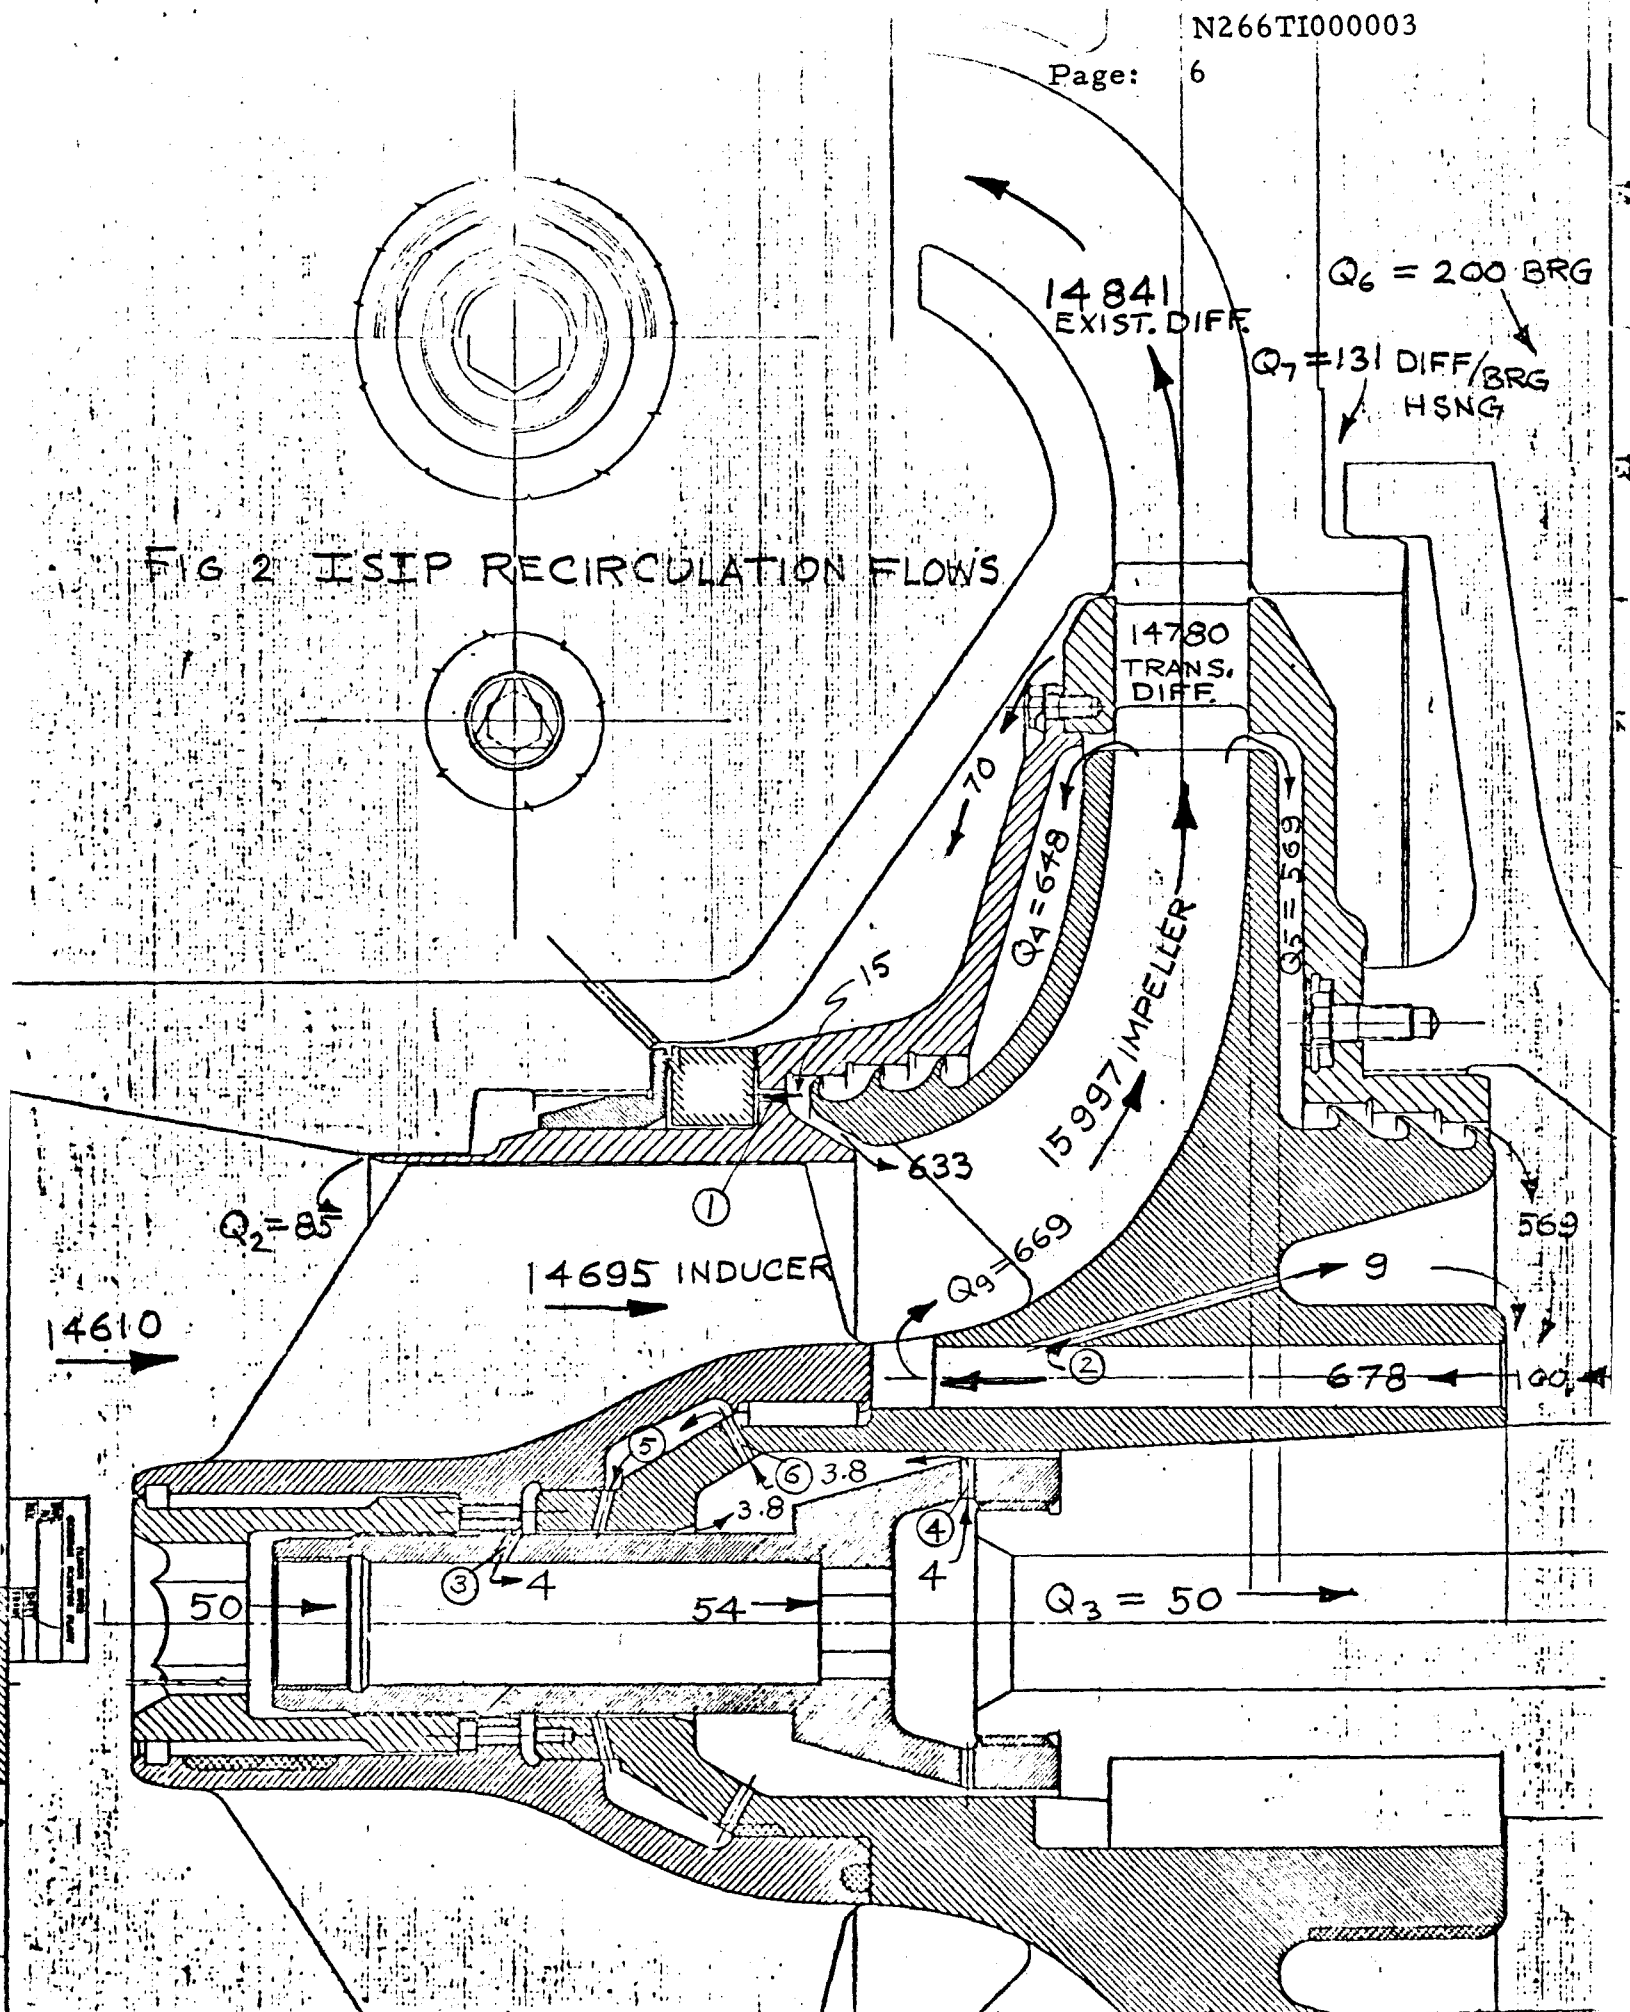 N266TI000003
Page: 6
Q6 = 200 BRG
14841
EXIST. DIFF.
Q7 = 131 DIFF/BRG
HSNG
FIG 2 ISIP RECIRCULATION FLOWS
14780
TRANS.
DIFF.
70
Q4 = 648
Q5 = 569
15
15997 IMPELLER
633
1
Q2 = 85
569
Q9 = 669
14695 INDUCER
9
14610
2
678
100
5
6 3.8
3.8
4
3
4
4
50
54
Q3 = 50